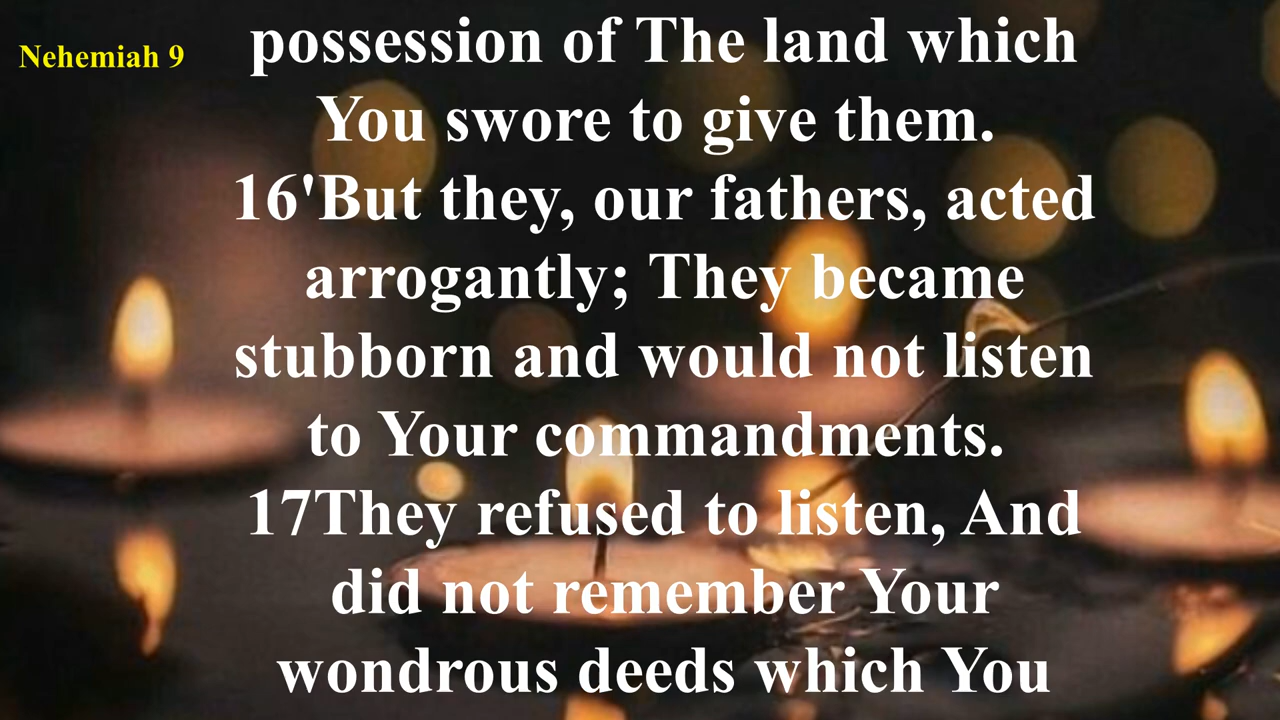 Nehemiah 9
possession of The land which
You swore to give them.
16'But they, our fathers, acted
arrogantly; They became
stubborn and would not listen
to Your commandments.
17They refused to listen, And
did not remember Your
wondrous deeds which You